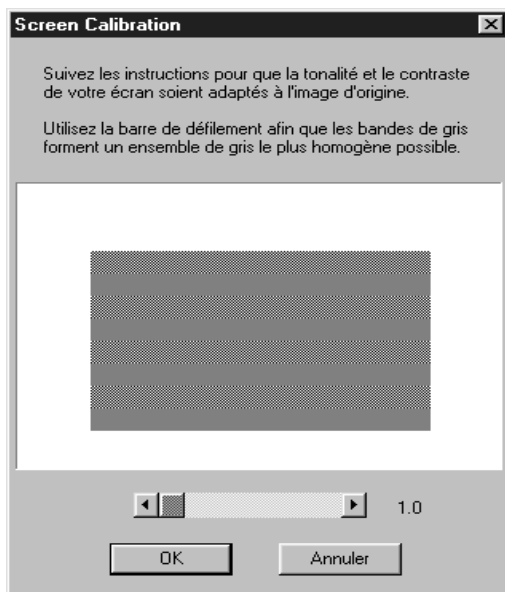 Screen Calibration
Suivez les instructions pour que la tonalité et le contraste
de votre écran soient adaptés à l'image d'origine.
Utilisez la barre de défilement afin que les bandes de gris
forment un ensemble de gris le plus homogène possible.
1.0
OK
Annuler